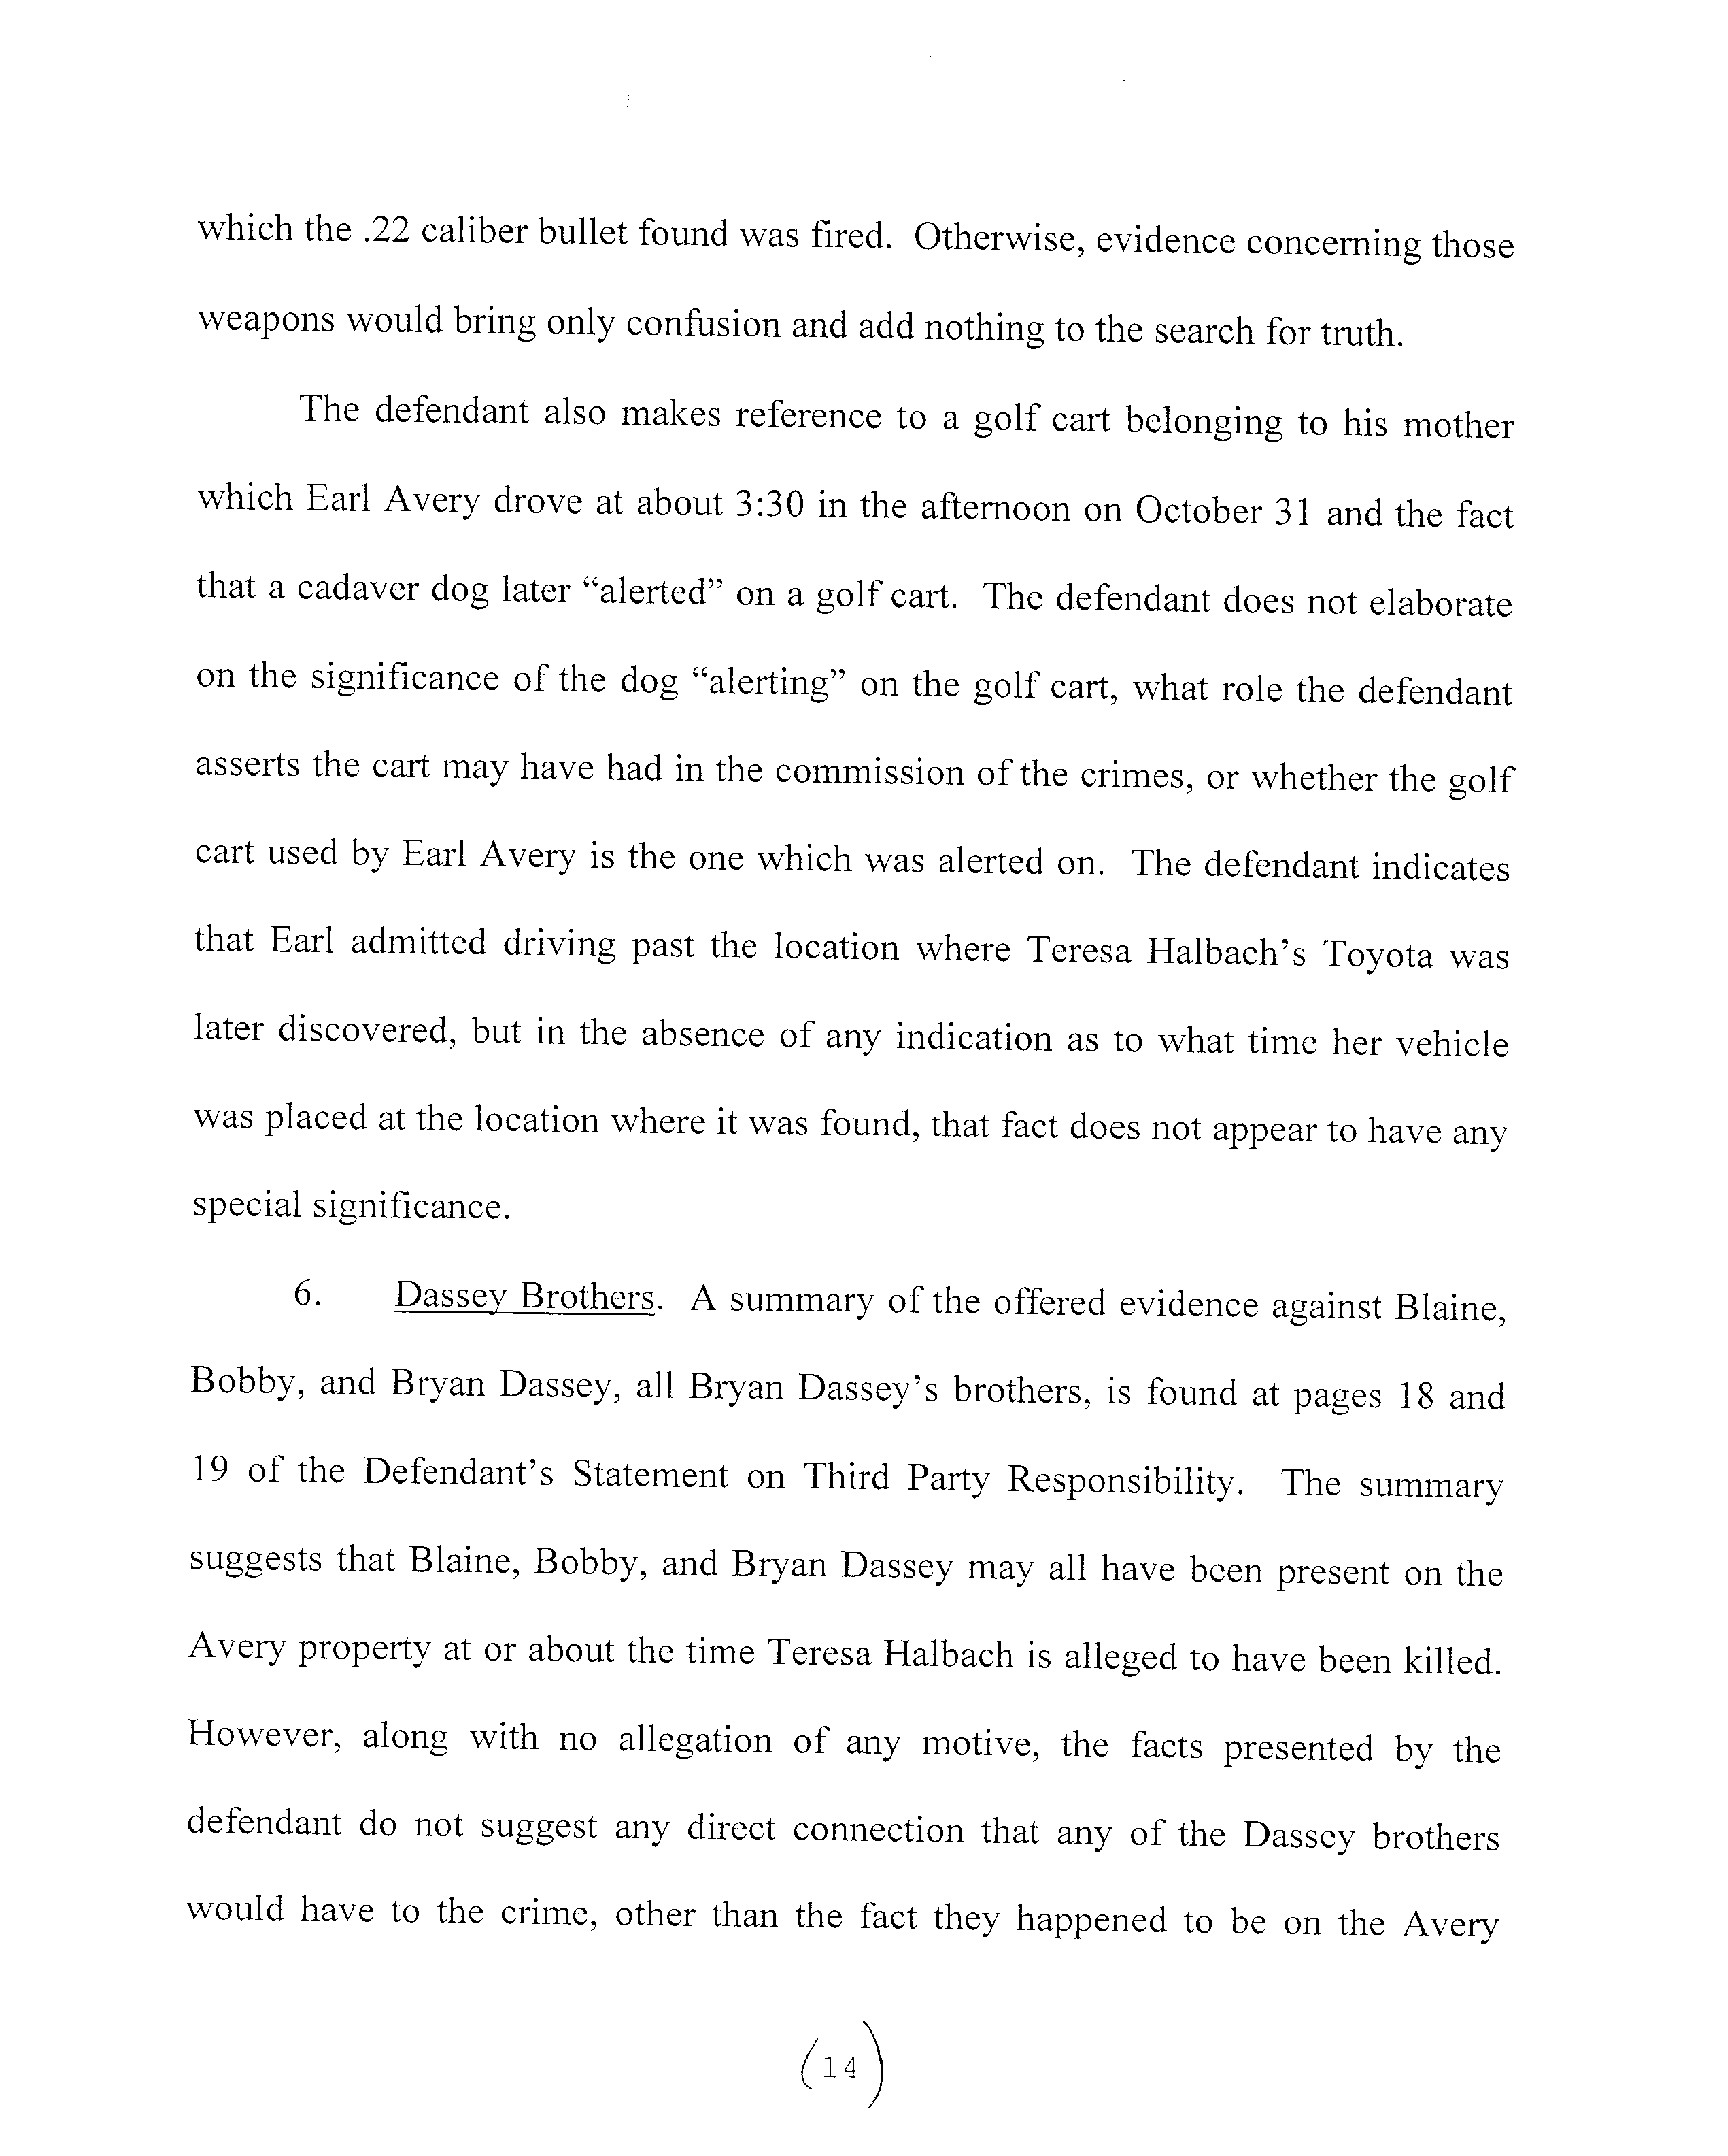 which the .22 caliber bullet found was fired. Otherwise, evidence concerning those
weapons would bring only confusion and add nothing to the search for truth.
The defendant also makes reference to a golf cart belonging to his mother
which Earl Avery drove at about 3:30 in the afternoon on October 31 and the fact
that a cadaver dog later “alerted” on a golf cart. The defendant does not elaborate
on the significance of the dog “alerting” on the golf cart, what role the defendant
asserts the cart may have had in the commission of the crimes, or whether the golf
cart used by Earl Avery is the one which was alerted on. The defendant indicates
that Earl admitted driving past the location where Teresa Halbach’s Toyota was
later discovered, but in the absence of any indication as to what time her vehicle
was placed at the location where it was found, that fact does not appear to have any
special significance.
6. Dassey Brothers. A summary of the offered evidence against Blaine,
Bobby, and Bryan Dassey, all Bryan Dassey’s brothers, is found at pages 18 and
19 of the Defendant’s Statement on Third Party Responsibility. The summary
suggests that Blaine, Bobby, and Bryan Dassey may all have been present on the
Avery property at or about the time Teresa Halbach is alleged to have been killed.
However, along with no allegation of any motive, the facts presented by the
defendant do not suggest any direct connection that any of the Dassey brothers
would have to the crime, other than the fact they happened to be on the Avery
(14)